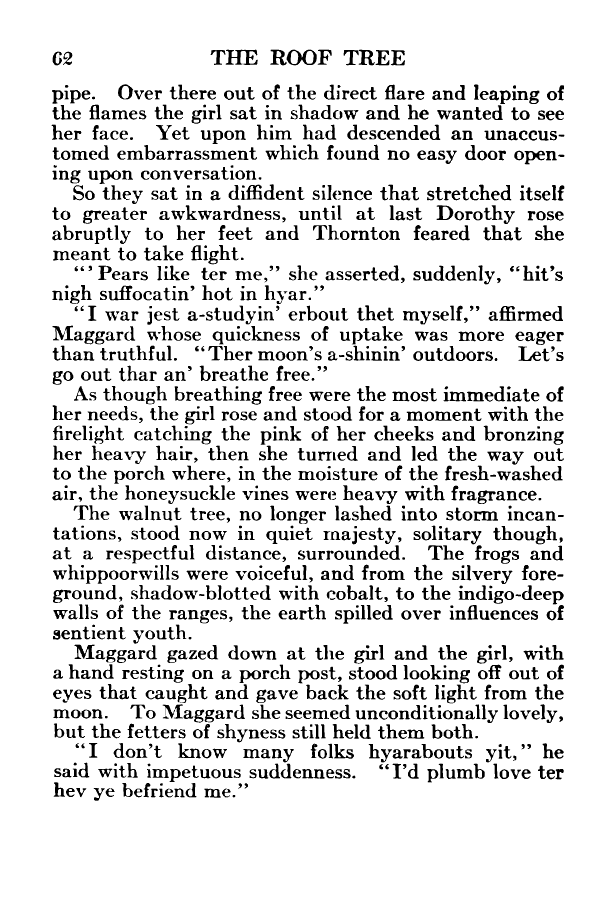 62 THE ROOF TREE
pipe. Over there out of the direct flare and leaping of
the flames the girl sat in shadow and he wanted to see
her face. Yet upon him had descended an unaccus-
tomed embarrassment which found no easy door open-
ing upon conversation.
So they sat in a diffident silence that stretched itself
to greater awkwardness, until at last Dorothy rose
abruptly to her feet and Thornton feared that she
meant to take flight.
“’ Pears like ter me,” she asserted, suddenly, “hit’s
nigh suffocatin’ hot in hyar.”
“I war jest a-studyin’ erbout thet myself,” affirmed
Maggard whose quickness of uptake was more eager
than truthful. “Ther moon’s a-shinin’ outdoors. Let’s
go out thar an’ breathe free.”
As though breathing free were the most immediate of
her needs, the girl rose and stood for a moment with the
firelight catching the pink of her cheeks and bronzing
her heavy hair, then she turned and led the way out
to the porch where, in the moisture of the fresh-washed
air, the honeysuckle vines were heavy with fragrance.
The walnut tree, no longer lashed into storm incan-
tations, stood now in quiet majesty, solitary though,
at a respectful distance, surrounded. The frogs and
whippoorwills were voiceful, and from the silvery fore-
ground, shadow-blotted with cobalt, to the indigo-deep
walls of the ranges, the earth spilled over influences of
sentient youth.
Maggard gazed down at the girl and the girl, with
a hand resting on a porch post, stood looking off out of
eyes that caught and gave back the soft light from the
moon. To Maggard she seemed unconditionally lovely,
but the fetters of shyness still held them both.
“I don’t know many folks hyarabouts yit,” he
said with impetuous suddenness. “I’d plumb love ter
hev ye befriend me.”